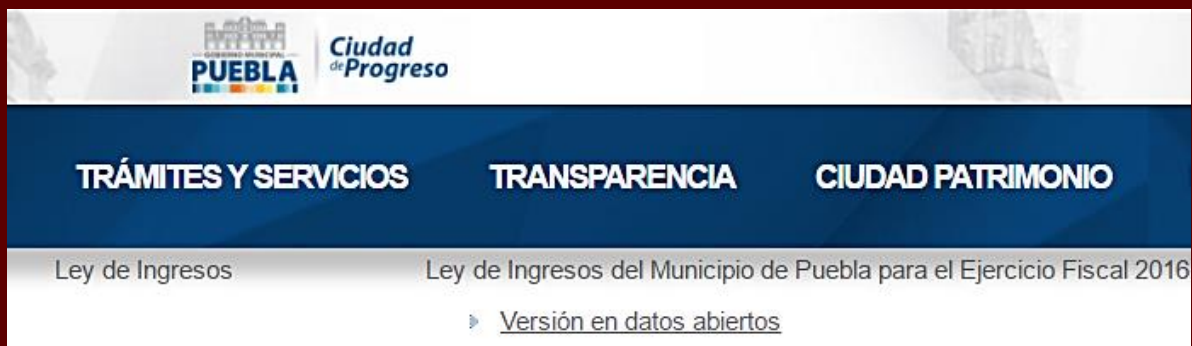 GOBIERNO MUNICIPAL
PUEBLA
Ciudad
de Progreso
TRÁMITES Y SERVICIOS TRANSPARENCIA CIUDAD PATRIMONIO
Ley de Ingresos Ley de Ingresos del Municipio de Puebla para el Ejercicio Fiscal 2016
Versión en datos abiertos